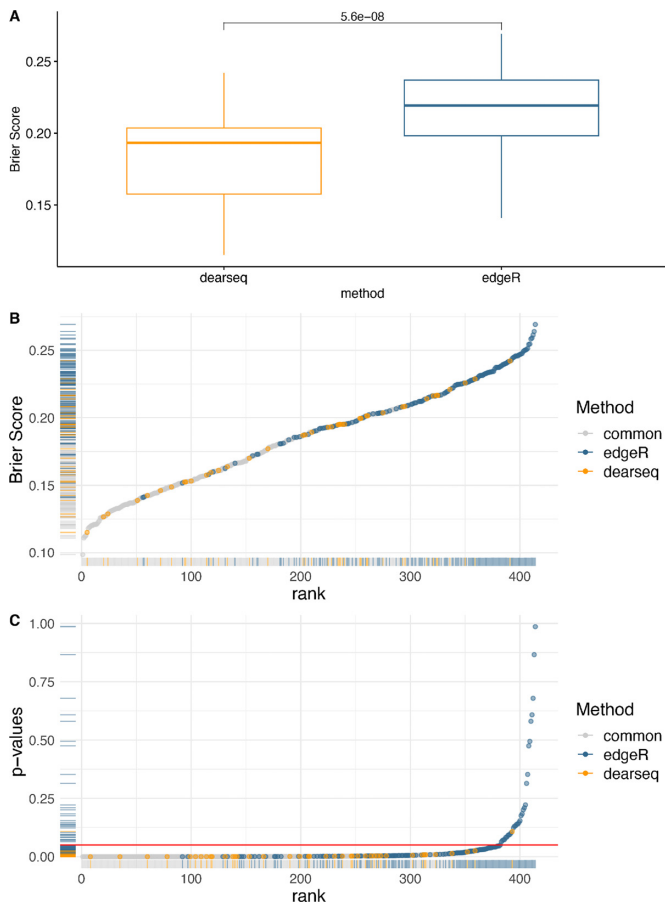 A
5.6e−08
0.25
0.20
0.15
Brier Score
dearseq
edgeR
method
B
0.25
0.20
0.15
0.10
Brier Score
0
100
200
300
400
rank
Method
common
edgeR
dearseq
C
1.00
0.75
0.50
0.25
0.00
p−values
0
100
200
300
400
rank
Method
common
edgeR
dearseq